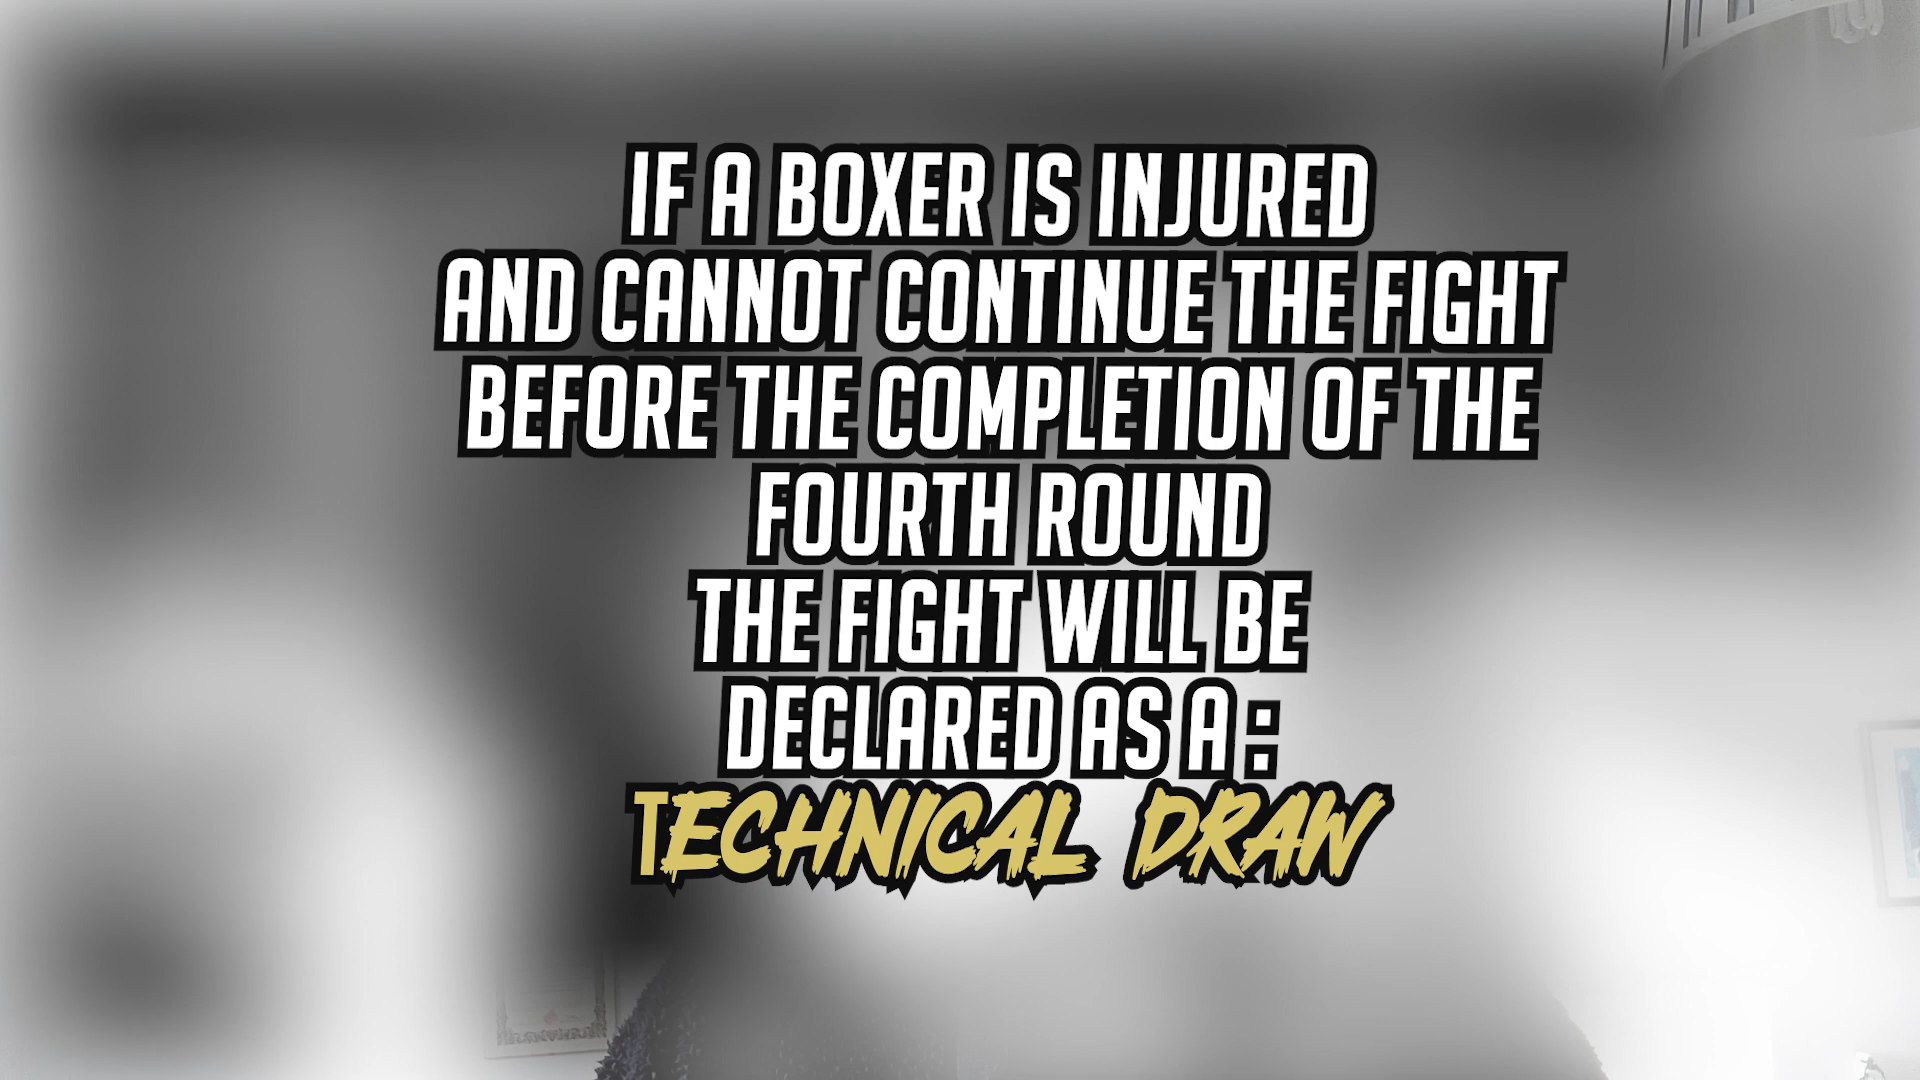 IF A BOXER IS INJURED
AND CANNOT CONTINUE THE FIGHT
BEFORE THE COMPLETION OF THE
FOURTH ROUND
THE FIGHT WILL BE
DECLARED AS A :
TECHNICAL DRAW